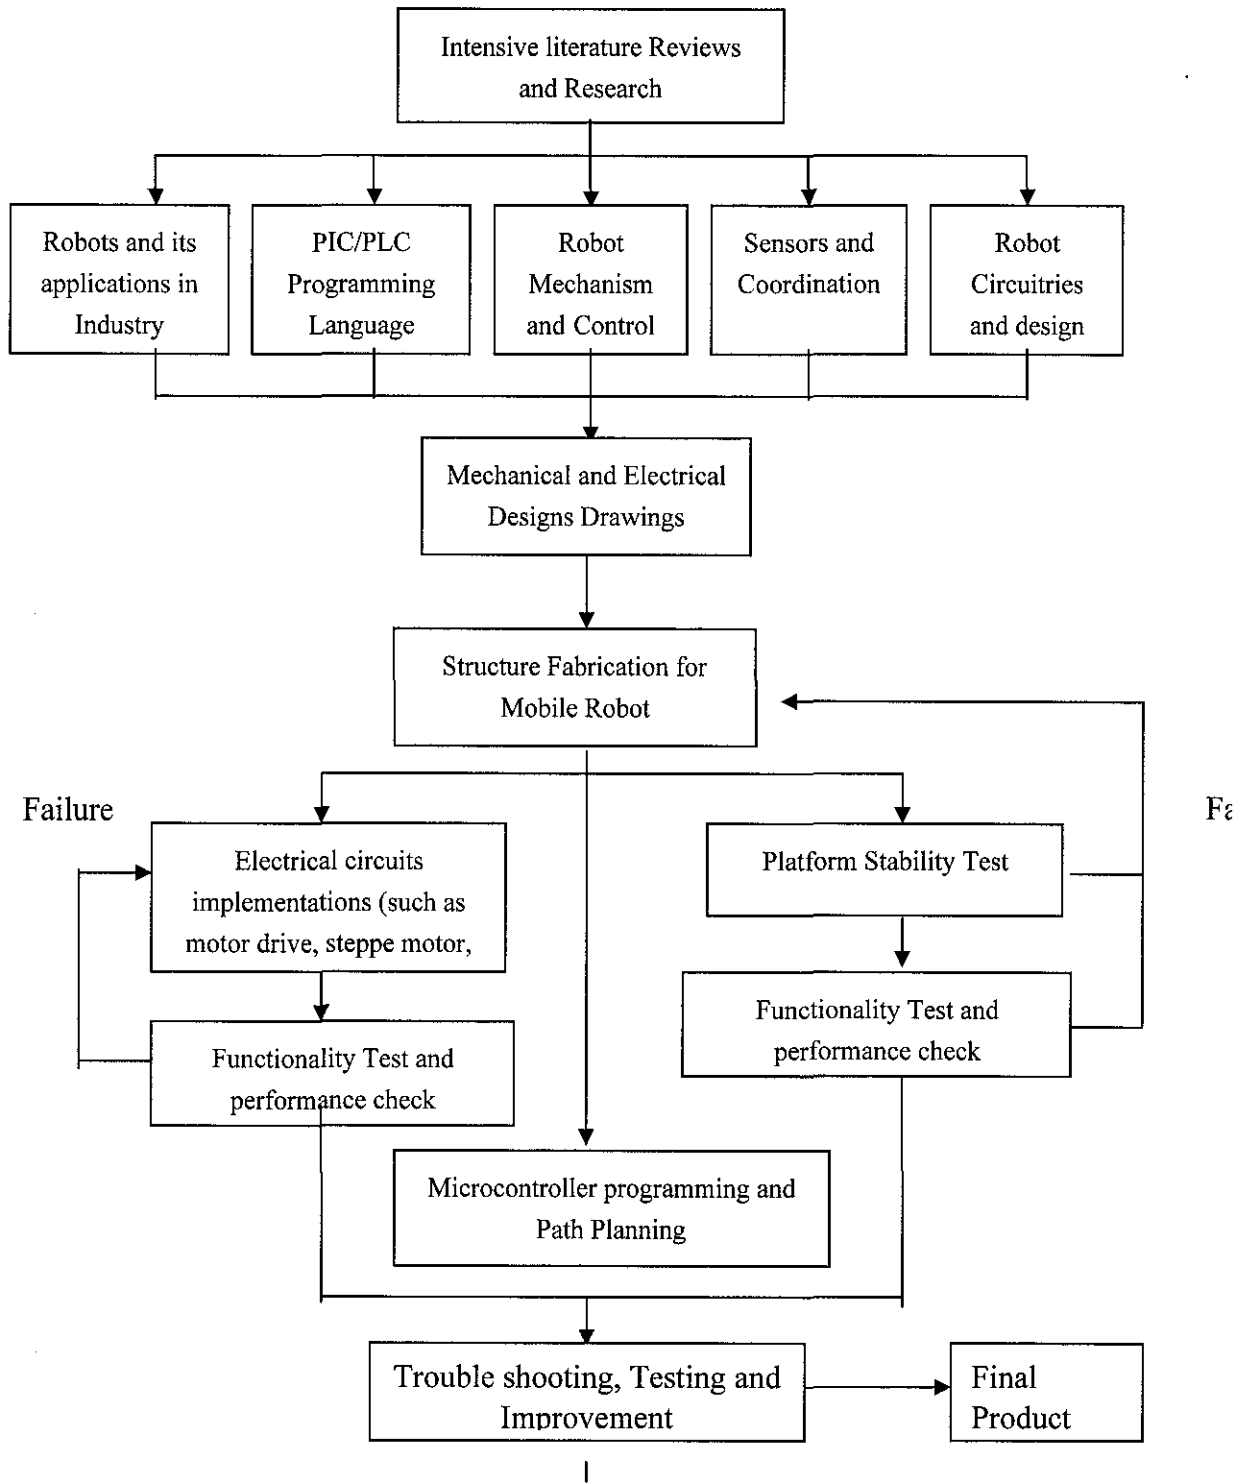 Intensive literature Reviews
and Research
Robots and its
applications in
Industry
PIC/PLC
Programming
Language
Robot
Mechanism
and Control
Sensors and
Coordination
Robot
Circuitries
and design
Mechanical and Electrical
Designs Drawings
Structure Fabrication for
Mobile Robot
Failure
Electrical circuits
implementations (such as
motor drive, steppe motor,
Functionality Test and
performance check
Platform Stability Test
Functionality Test and
performance check
Microcontroller programming and
Path Planning
Trouble shooting, Testing and
Improvement
Final
Product